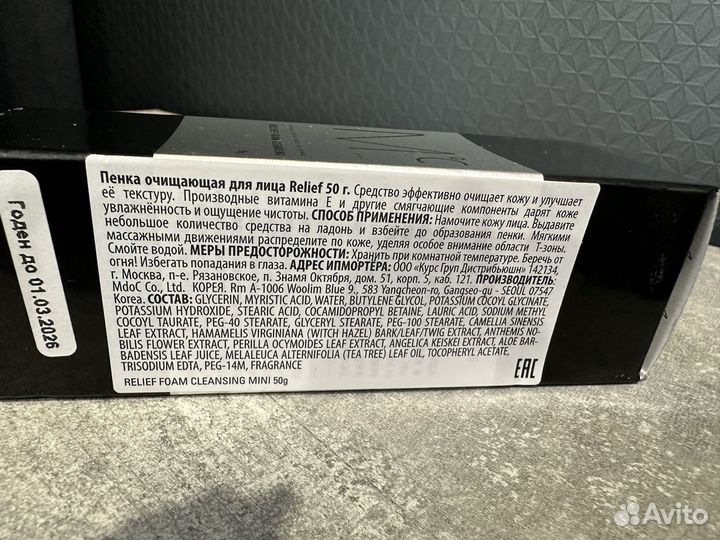 Пенка очищающая для лица Relief 50 г. Средство эффективно очищает кожу и улучшает
её текстуру. Производные витамина Е и другие смягчающие компоненты дарят коже
увлажнённость и ощущение чистоты. СПОСОБ ПРИМЕНЕНИЯ: Намочите кожу лица. Выдавите
небольшое количество средства на ладонь и взбейте до образования пенки. Мягкими
массажными движениями распределите по коже, уделяя особое внимание области Т-зоны.
Смойте водой. МЕРЫ ПРЕДОСТОРОЖНОСТИ: Хранить при комнатной температуре. Беречь от
огня! Избегать попадания в глаза. АДРЕС ИПМОРТЁРА: ООО «Курс Груп Дистрибьюшн» 142134,
г. Москва, п-е. Рязановское, п. Знамя Октября, дом. 51, корп. 5, каб. 121. ПРОИЗВОДИТЕЛЬ:
MdoC Co., Ltd. КОРЕЯ. Rm A-1006 Woolim Blue 9., 583 Yangcheon-ro, Gangseo-gu - SEOUL 07547
Korea. СОСТАВ: GLYCERIN, MYRISTIC ACID, WATER, BUTYLENE GLYCOL, POTASSIUM COCOYL GLYCINATE,
POTASSIUM HYDROXIDE, STEARIC ACID, COCAMIDOPROPYL BETAINE, LAURIC ACID, SODIUM METHYL
COCOYL TAURATE, PEG-40 STEARATE, GLYCERYL STEARATE, PEG-100 STEARATE, CAMELLIA SINENSIS
LEAF EXTRACT, HAMAMELIS VIRGINIANA (WITCH HAZEL) BARK/LEAF/TWIG EXTRACT, ANTHEMIS NO-
BILIS FLOWER EXTRACT, PERILLA OCYMOIDES LEAF EXTRACT, ANGELICA KEISKEI EXTRACT, ALOE BAR-
BADENSIS LEAF JUICE, MELALEUCA ALTERNIFOLIA (TEA TREE) LEAF OIL, TOCOPHERYL ACETATE,
TRISODIUM EDTA, PEG-14M, FRAGRANCE
RELIEF FOAM CLEANSING MINI 50g
EAC
Годен до 01.03.2026
Avito